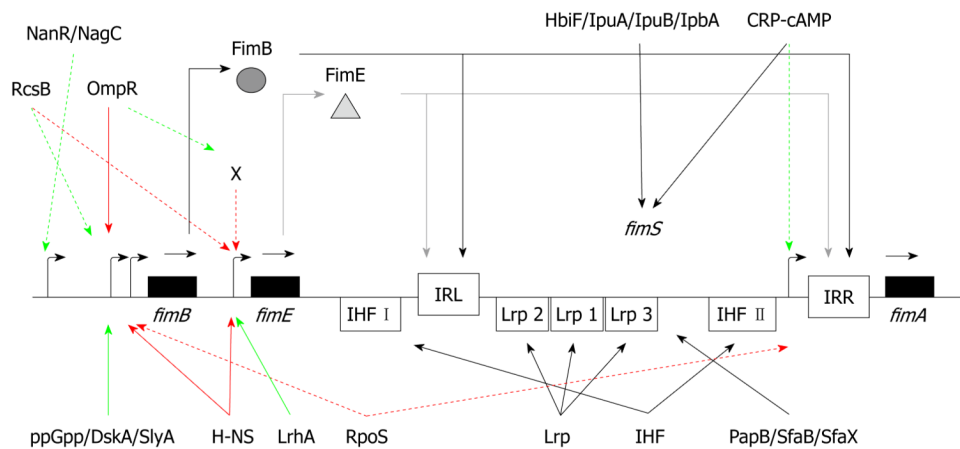 HbiF/IpuA/IpuB/IpbA
CRP-cAMP
NanR/NagC
FimB
FimE
RcsB
OmpR
X
fimS
IRL
IRR
fimB
fimE
IHF I
Lrp 2
Lrp 1
Lrp 3
IHF II
fimA
ppGpp/DskA/SlyA
H-NS
LrhA
RpoS
Lrp
IHF
PapB/SfaB/SfaX